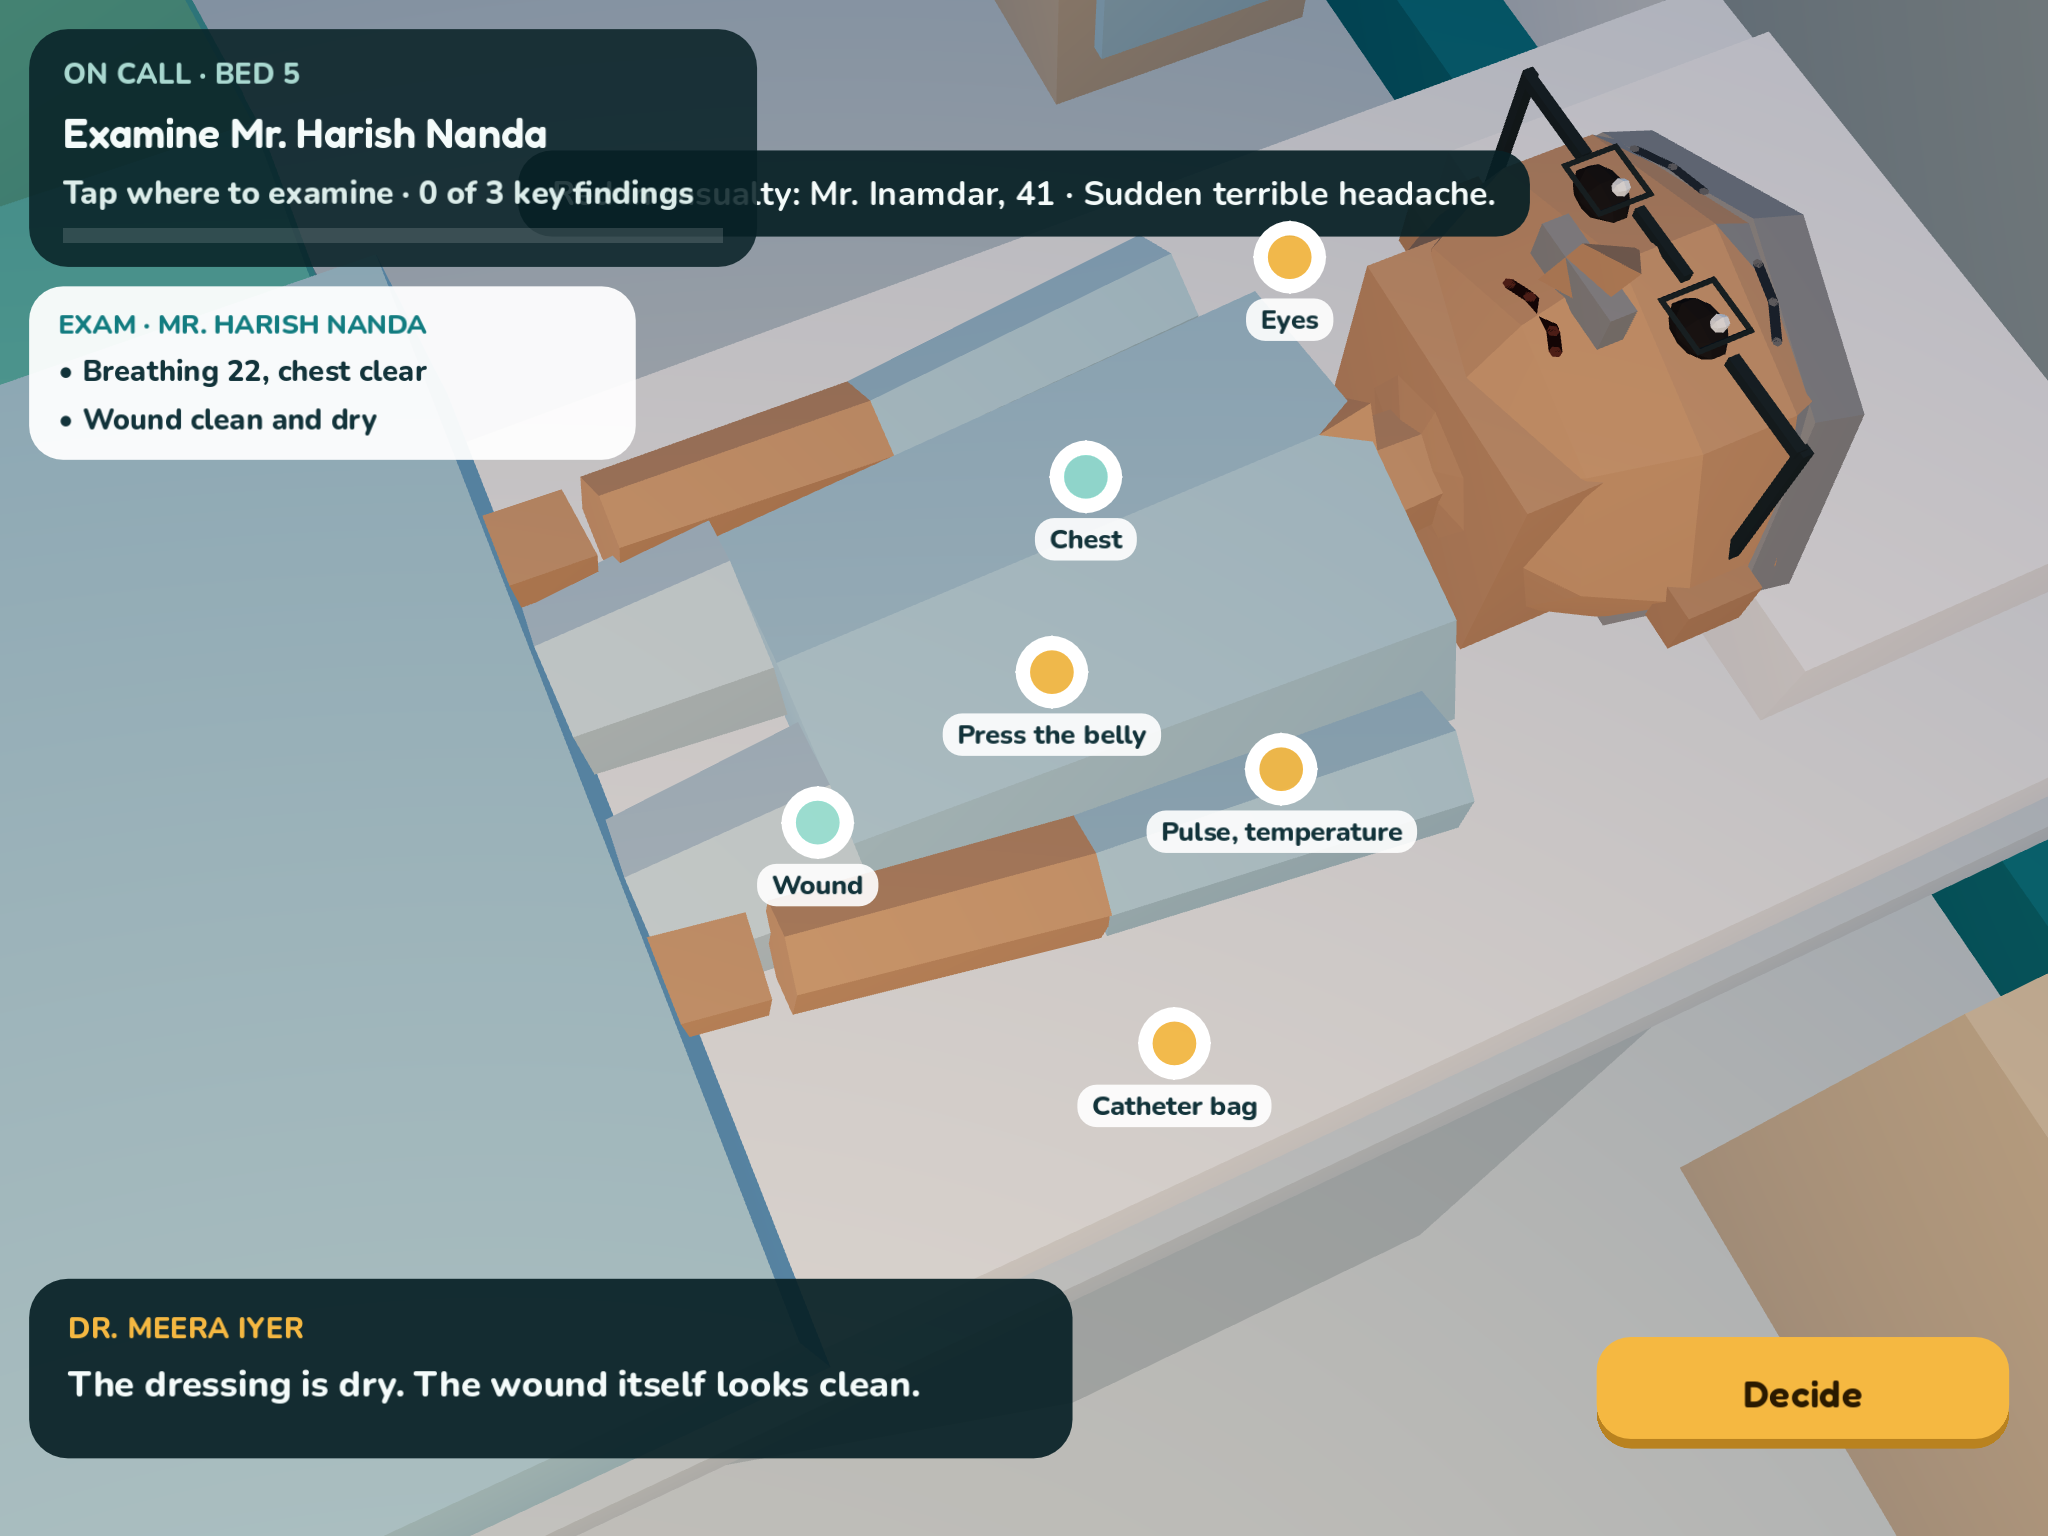 ON CALL · BED 5
Examine Mr. Harish Nanda
Tap where to examine · 0 of 3 key findings
ty: Mr. Inamdar, 41 · Sudden terrible headache.
EXAM · MR. HARISH NANDA
• Breathing 22, chest clear
• Wound clean and dry
Eyes
Chest
Press the belly
Pulse, temperature
Wound
Catheter bag
DR. MEERA IYER
The dressing is dry. The wound itself looks clean.
Decide